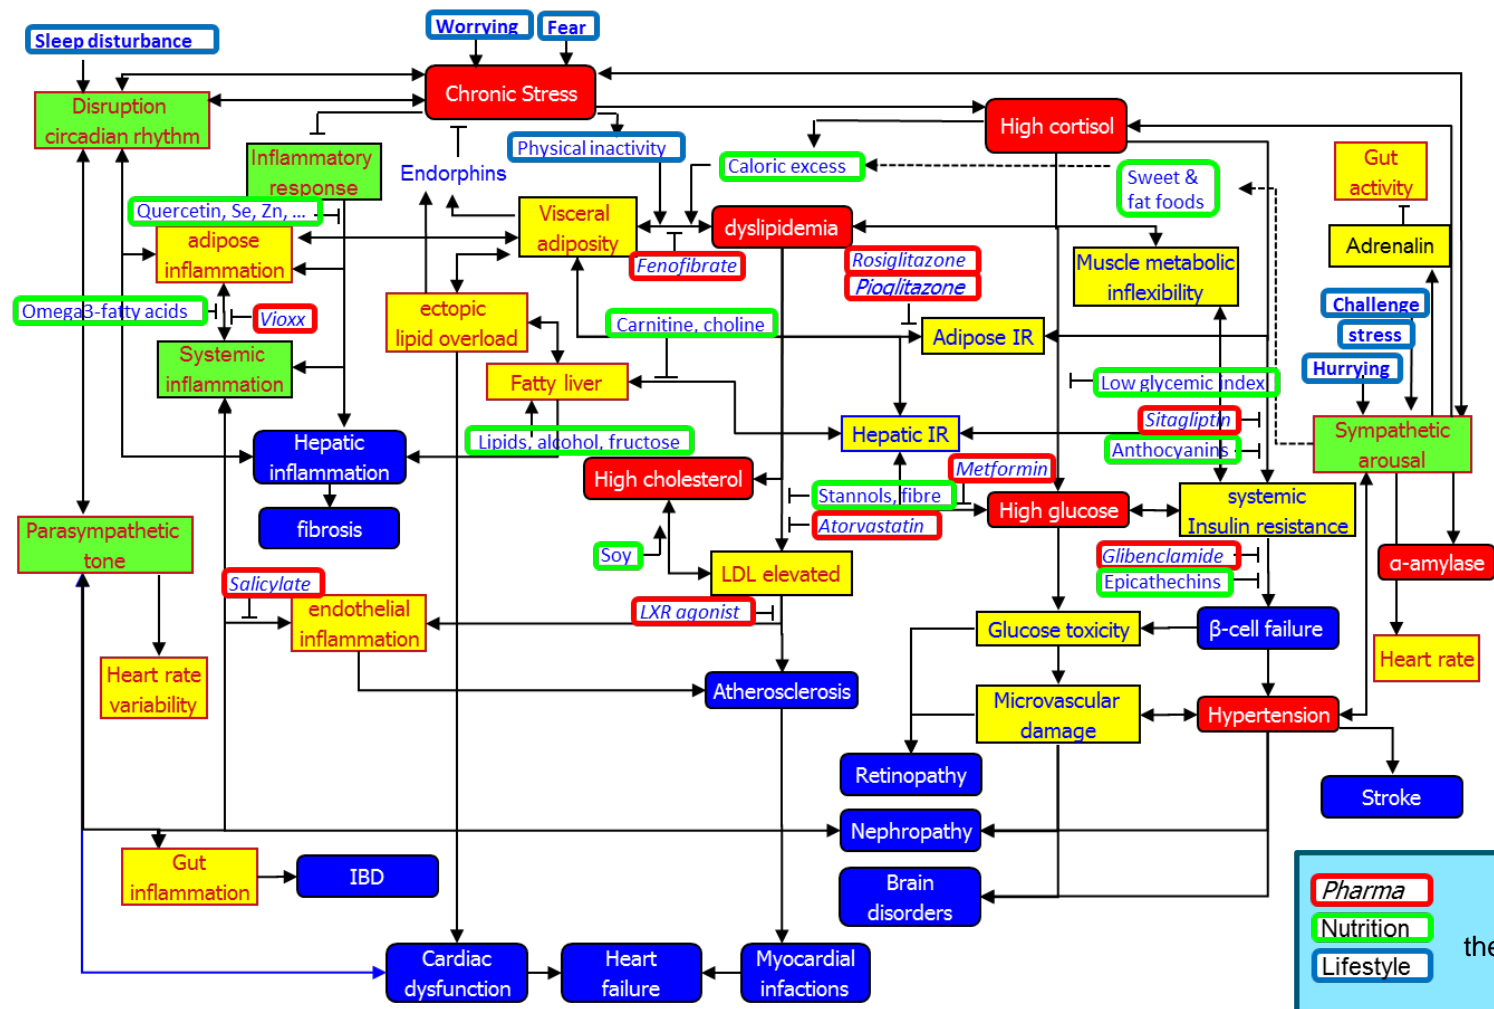 Worrying
Fear
Sleep disturbance
Chronic Stress
Disruption
circadian rhythm
High cortisol
Inflammatory
response
Physical inactivity
Endorphins
Caloric excess
Sweet &
fat foods
Gut
activity
Quercetin, Se, Zn, ...
Visceral
adiposity
dyslipidemia
Adrenalin
adipose
inflammation
Fenofibrate
Rosiglitazone
Pioglitazone
Muscle metabolic
inflexibility
Omega3-fatty acids
Vioxx
ectopic
lipid overload
Carnitine, choline
Adipose IR
Challenge
stress
Hurrying
Systemic
inflammation
Fatty liver
Low glycemic index
Sitagliptin
Anthocyanins
Hepatic IR
Sympathetic
arousal
Hepatic
inflammation
Lipids, alcohol, fructose
High cholesterol
Metformin
Stannols, fibre
Atorvastatin
High glucose
systemic
Insulin resistance
fibrosis
Parasympathetic
tone
Soy
LDL elevated
Glibenclamide
Epicathechins
α-amylase
Salicylate
endothelial
inflammation
LXR agonist
Glucose toxicity
β-cell failure
Heart rate
Heart rate
variability
Atherosclerosis
Microvascular
damage
Hypertension
Retinopathy
Stroke
Nephropathy
Gut
inflammation
IBD
Brain
disorders
Cardiac
dysfunction
Heart
failure
Myocardial
infactions
Pharma
Nutrition
Lifestyle
the